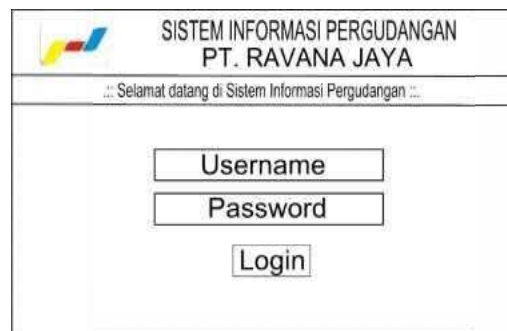 SISTEM INFORMASI PERGUDANGAN
PT. RAVANA JAYA
.:: Selamat datang di Sistem Informasi Pergudangan ::.
Username
Password
Login